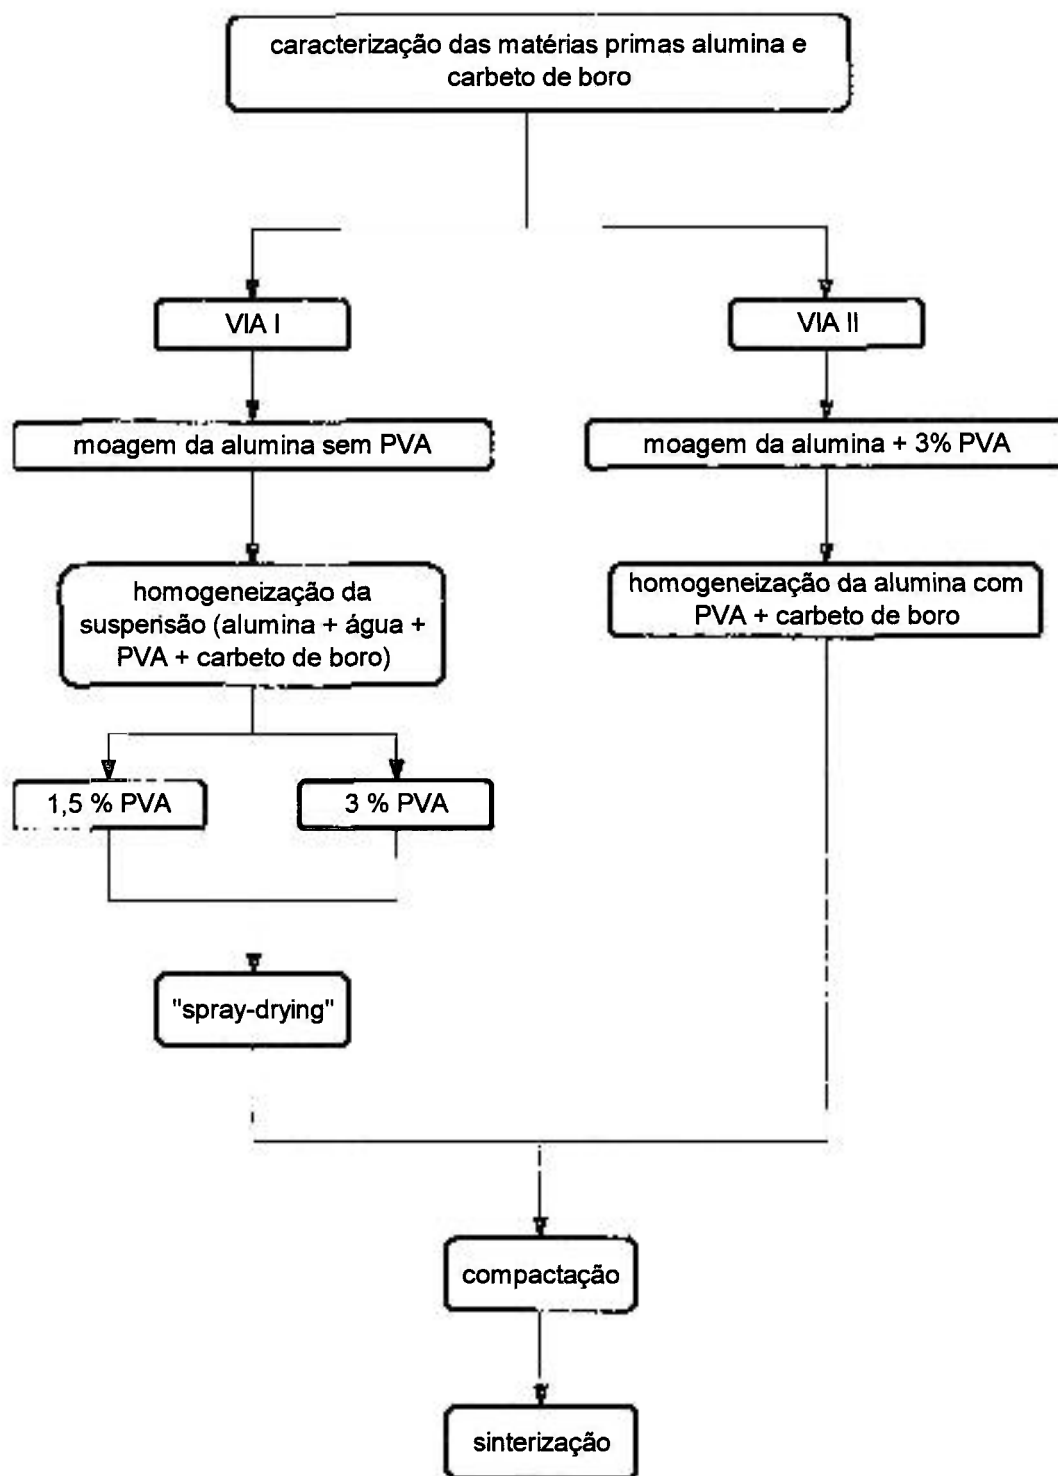 caracterização das matérias primas alumina e
carbeto de boro
VIA I
VIA II
moagem da alumina sem PVA
moagem da alumina + 3% PVA
homogeneização da
suspensão (alumina + água +
PVA + carbeto de boro)
homogeneização da alumina com
PVA + carbeto de boro
1,5 % PVA
3 % PVA
"spray-drying"
compactação
sinterização